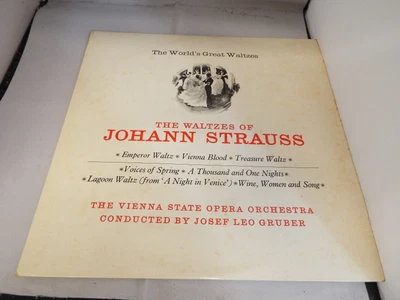 The World's Great Waltzes
THE WALTZES OF
JOHANN STRAUSS
* Emperor Waltz * Vienna Blood * Treasure Waltz *
*Voices of Spring * A Thousand and One Nights*
*Lagoon Waltz (from 'A Night in Venice') *Wine, Women and Song*
THE VIENNA STATE OPERA ORCHESTRA
CONDUCTED BY JOSEF LEO GRUBER